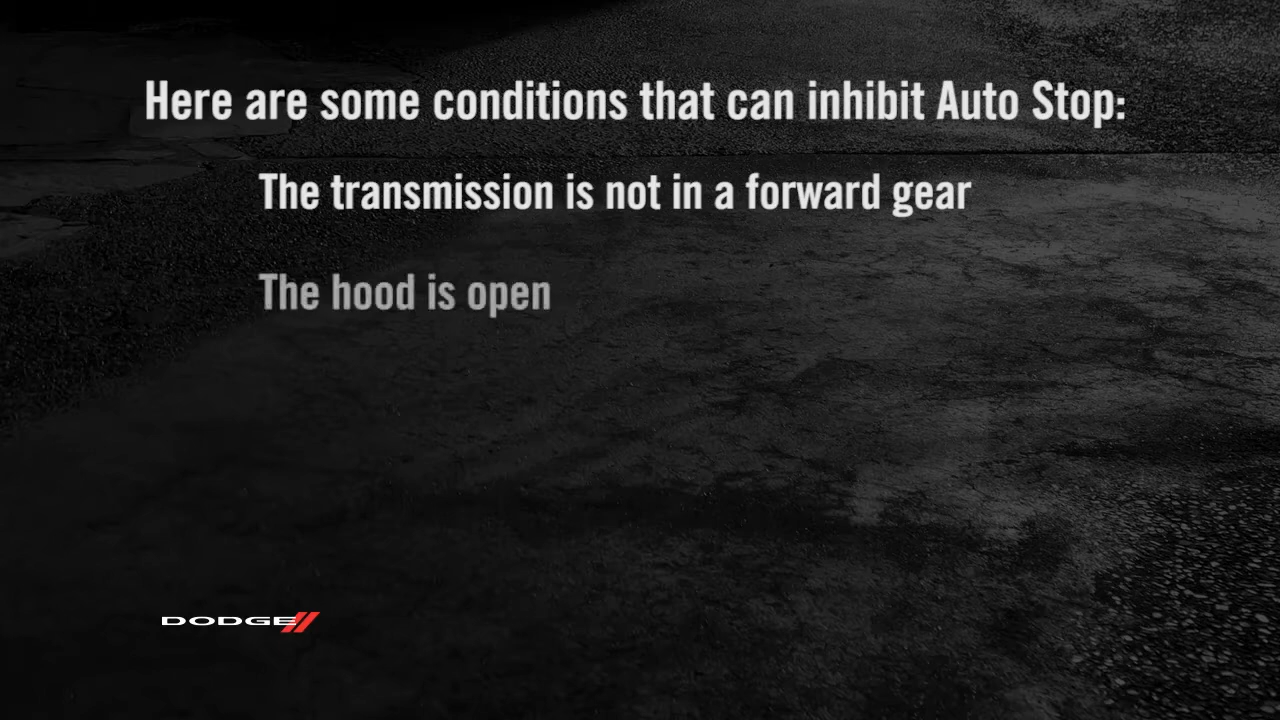 Here are some conditions that can inhibit Auto Stop:
The transmission is not in a forward gear
The hood is open
DODGE